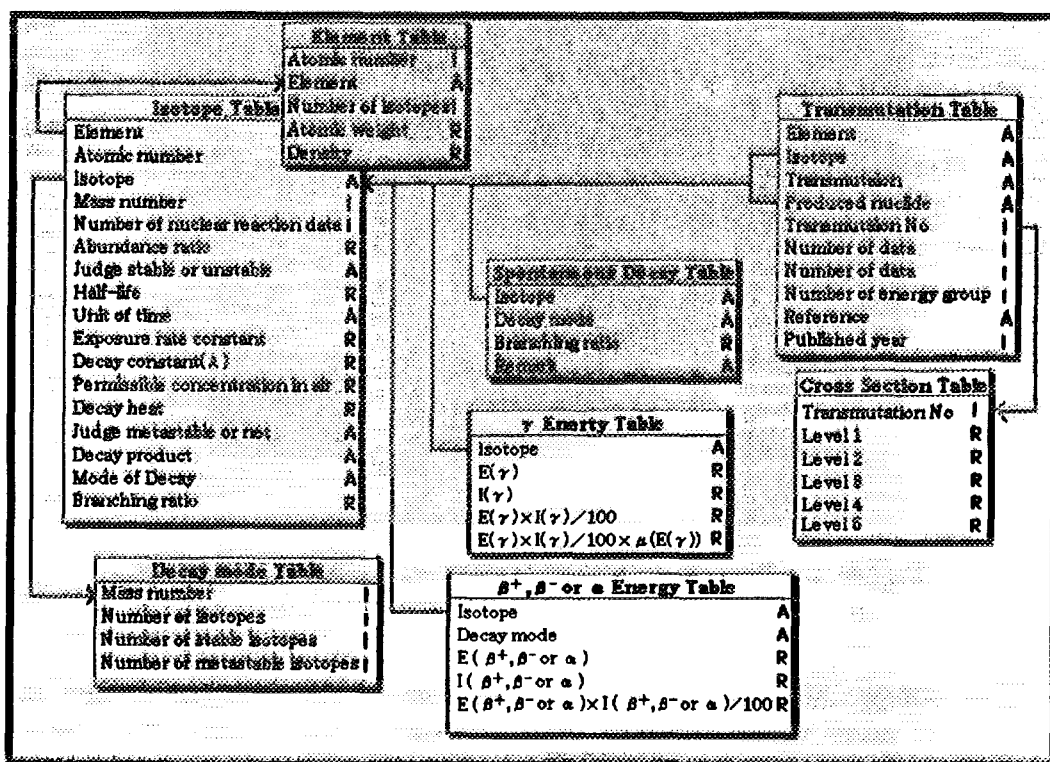 Element Table
Atomic number I
Element A
Number of isotopes I
Atomic weight R
Density R
Isotope Table
Element
Atomic number
Isotope A
Mass number I
Number of nuclear reaction data I
Abundance ratio R
Judge stable or unstable A
Half-life R
Unit of time A
Exposure rate constant R
Decay constant(λ) R
Permissible concentration in air R
Decay heat R
Judge metastable or not A
Decay product A
Mode of Decay A
Branching ratio R
Transmutation Table
Element A
Isotope A
Transmutaion A
Produced nuclide A
Transmutaion No I
Number of data I
Number of data I
Number of energy group I
Reference A
Published year I
Spontaneous Decay Table
Isotope A
Decay mode A
Branching ratio R
Remark A
Cross Section Table
Transmutation No I
Level 1 R
Level 2 R
Level 3 R
Level 4 R
Level 5 R
γ Enerty Table
Isotope A
E(γ) R
I(γ) R
E(γ)×I(γ)/100 R
E(γ)×I(γ)/100×μ(E(γ)) R
Decay mode Table
Mass number I
Number of isotopes I
Number of stable isotopes I
Number of metastable isotopes I
β⁺,β⁻ or α Energy Table
Isotope A
Decay mode A
E(β⁺,β⁻ or α) R
I(β⁺,β⁻ or α) R
E(β⁺,β⁻ or α)×I(β⁺,β⁻ or α)/100 R